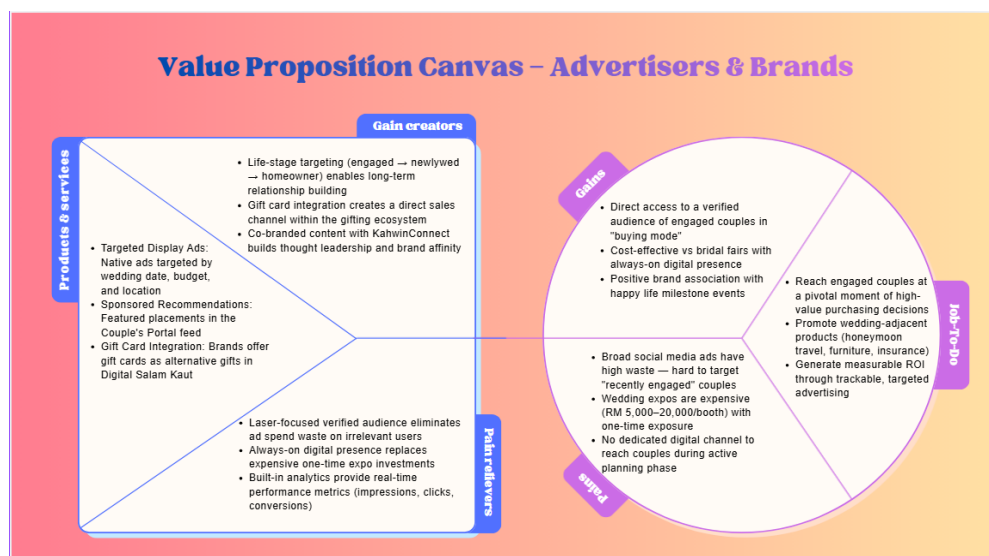 Value Proposition Canvas – Advertisers & Brands
Gain creators
Products & services
• Life-stage targeting (engaged → newlywed
→ homeowner) enables long-term
relationship building
• Gift card integration creates a direct sales
channel within the gifting ecosystem
• Co-branded content with KahwinConnect
builds thought leadership and brand affinity
• Targeted Display Ads:
Native ads targeted by
wedding date, budget,
and location
• Sponsored Recommendations:
Featured placements in the
Couple's Portal feed
• Gift Card Integration: Brands offer
gift cards as alternative gifts in
Digital Salam Kaut
• Laser-focused verified audience eliminates
ad spend waste on irrelevant users
• Always-on digital presence replaces
expensive one-time expo investments
• Built-in analytics provide real-time
performance metrics (impressions, clicks,
conversions)
Pain relievers
Gains
• Direct access to a verified
audience of engaged couples in
"buying mode"
• Cost-effective vs bridal fairs with
always-on digital presence
• Positive brand association with
happy life milestone events
• Reach engaged couples at
a pivotal moment of high-
value purchasing decisions
• Promote wedding-adjacent
products (honeymoon
travel, furniture, insurance)
• Generate measurable ROI
through trackable, targeted
advertising
Job-To-Do
• Broad social media ads have
high waste — hard to target
"recently engaged" couples
• Wedding expos are expensive
(RM 5,000–20,000/booth) with
one-time exposure
• No dedicated digital channel to
reach couples during active
planning phase
Pains